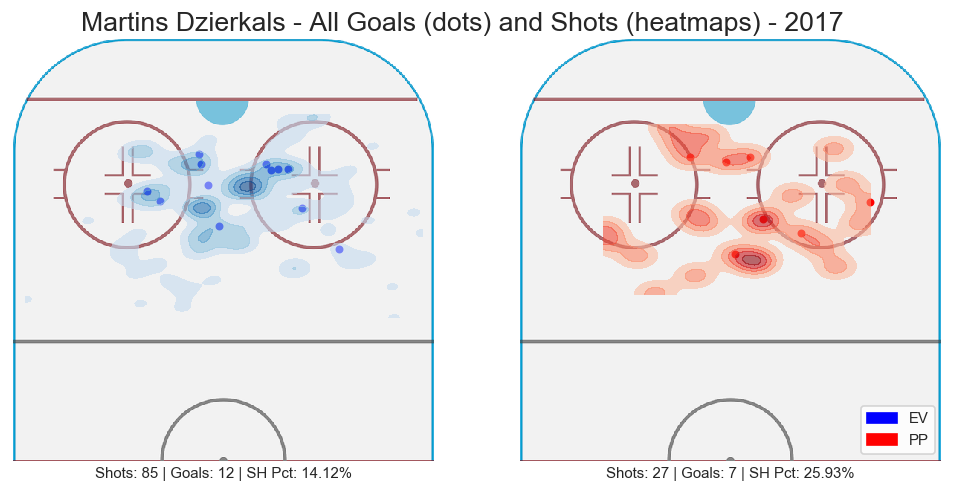 Martins Dzierkals - All Goals (dots) and Shots (heatmaps) - 2017
EV
PP
Shots: 85 | Goals: 12 | SH Pct: 14.12%
Shots: 27 | Goals: 7 | SH Pct: 25.93%